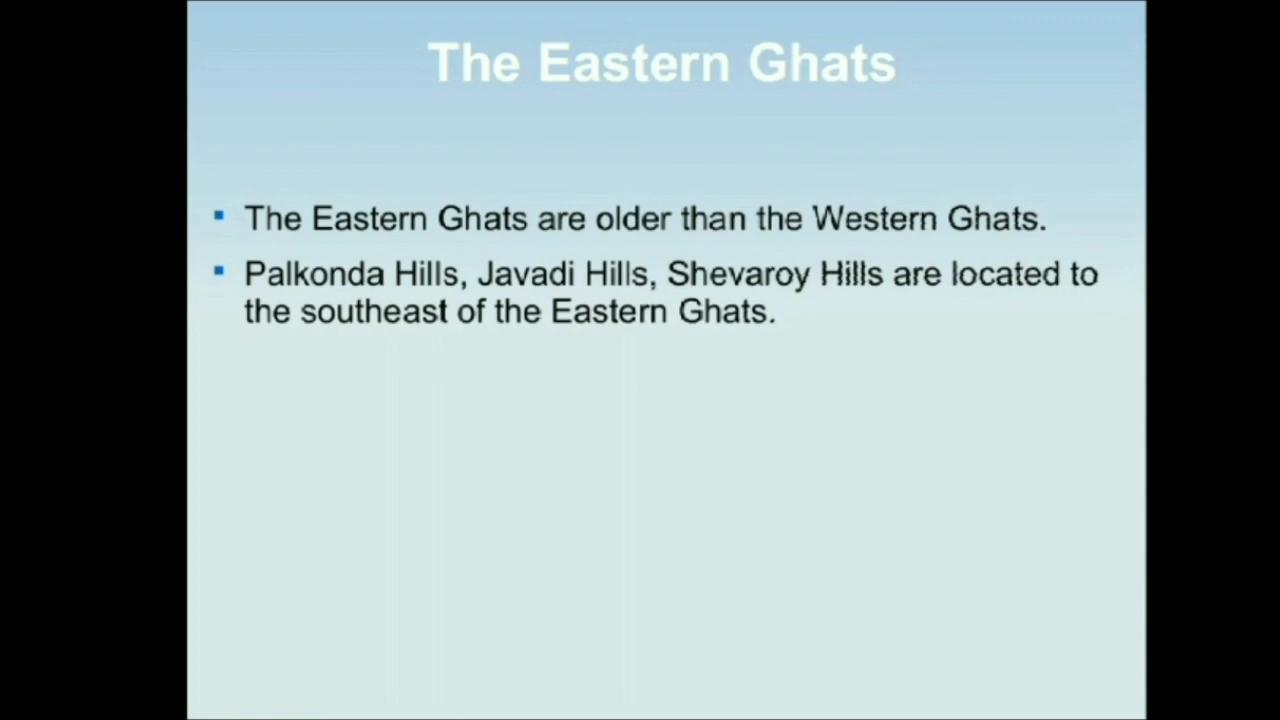 The Eastern Ghats
▪ The Eastern Ghats are older than the Western Ghats.
▪ Palkonda Hills, Javadi Hills, Shevaroy Hills are located to
the southeast of the Eastern Ghats.